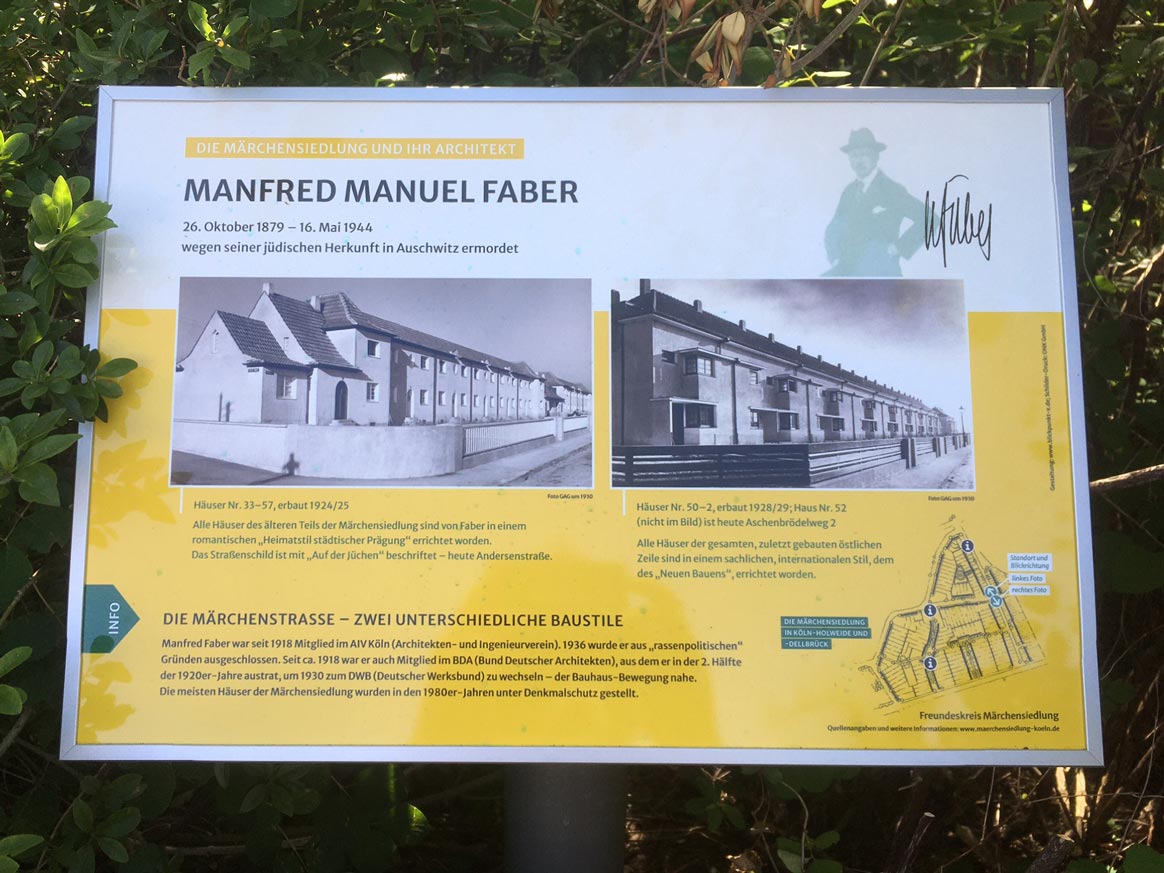 DIE MÄRCHENSIEDLUNG UND IHR ARCHITEKT
MANFRED MANUEL FABER
26. Oktober 1879 – 16. Mai 1944
wegen seiner jüdischen Herkunft in Auschwitz ermordet
Faber
Foto GAG um 1930
Häuser Nr. 33–57, erbaut 1924/25
Alle Häuser des älteren Teils der Märchensiedlung sind von Faber in einem
romantischen „Heimatstil städtischer Prägung“ errichtet worden.
Das Straßenschild ist mit „Auf der Jüchen“ beschriftet – heute Andersenstraße.
Foto GAG um 1930
Häuser Nr. 50–2, erbaut 1928/29; Haus Nr. 52
(nicht im Bild) ist heute Aschenbrödelweg 2
Alle Häuser der gesamten, zuletzt gebauten östlichen
Zeile sind in einem sachlichen, internationalen Stil, dem
des „Neuen Bauens“, errichtet worden.
Gestaltung: www.blickpunkt-x.de; Schilder-Druck: ONX GmbH
INFO
DIE MÄRCHENSTRASSE – ZWEI UNTERSCHIEDLICHE BAUSTILE
Manfred Faber war seit 1918 Mitglied im AIV Köln (Architekten- und Ingenieurverein). 1936 wurde er aus „rassenpolitischen“
Gründen ausgeschlossen. Seit ca. 1918 war er auch Mitglied im BDA (Bund Deutscher Architekten), aus dem er in der 2. Hälfte
der 1920er-Jahre austrat, um 1930 zum DWB (Deutscher Werksbund) zu wechseln – der Bauhaus-Bewegung nahe.
Die meisten Häuser der Märchensiedlung wurden in den 1980er-Jahren unter Denkmalschutz gestellt.
DIE MÄRCHENSIEDLUNG
IN KÖLN-HOLWEIDE UND
-DELLBRÜCK
Standort und
Blickrichtung
linkes Foto
rechtes Foto
i
i
i
Freundeskreis Märchensiedlung
Quellenangaben und weitere Informationen: www.maerchensiedlung-koeln.de